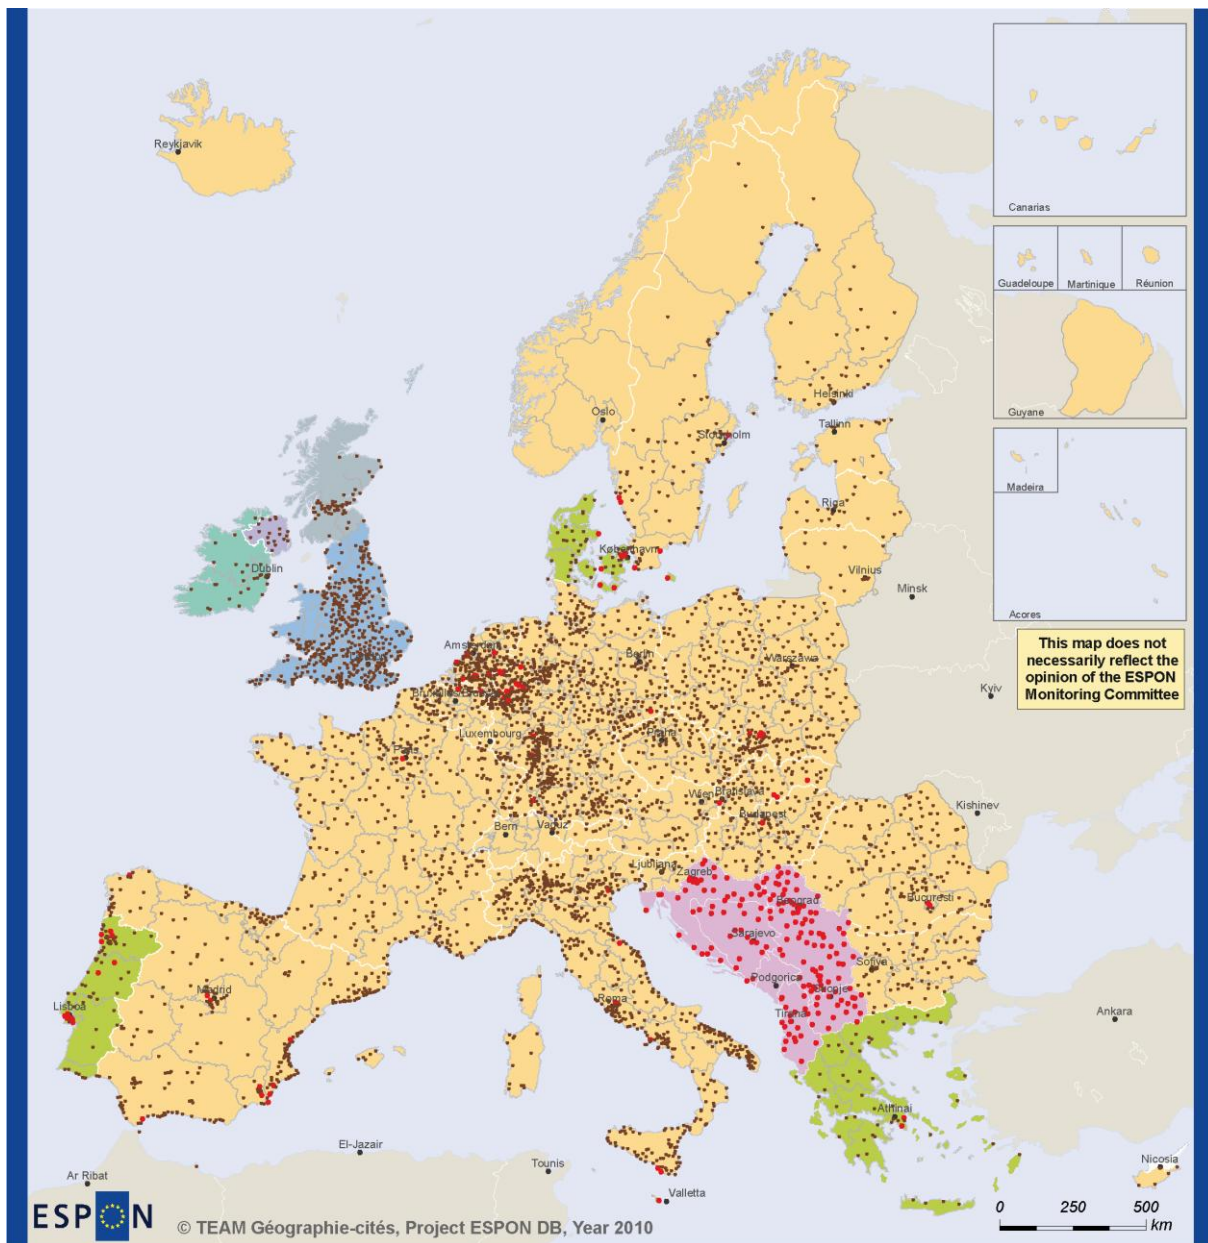 Reykjavik
Canarias
Guadeloupe
Martinique
Réunion
Guyane
Madeira
Acores
This map does not
necessarily reflect the
opinion of the ESPON
Monitoring Committee
Oslo
Helsinki
Tallinn
Stockholm
Riga
København
Vilnius
Minsk
Dublin
Amsterdam
Berlin
Warszawa
Kyiv
Luxembourg
Paris
Praha
Wien
Bratislava
Budapest
Kishinev
Bern
Vaduz
Ljubljana
Zagreb
Beograd
Bucuresti
Sarajevo
Sofiya
Podgorica
Skopje
Tirana
Roma
Madrid
Lisboa
Ankara
Athinai
El-Jazair
Tounis
Ar Ribat
Valletta
Nicosia
ESPON
© TEAM Géographie-cités, Project ESPON DB, Year 2010
0 250 500
km